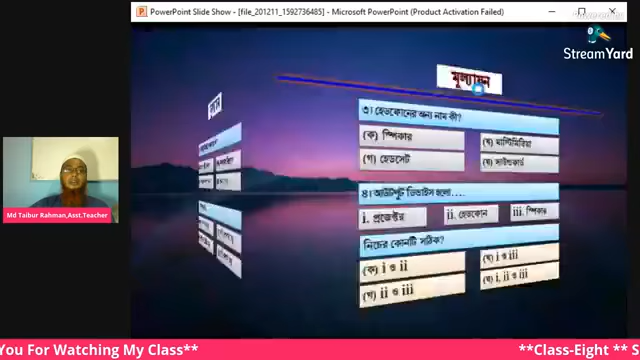 PowerPoint Slide Show - [file_201211_1592736485] - Microsoft PowerPoint (Product Activation Failed)
StreamYard
মূল্যায়ন
৩। হেডফোনের অন্য নাম কী?
(ক) স্পিকার
(খ) মাল্টিমিডিয়া
(গ) হেডসেট
(ঘ) সাউন্ডকার্ড
৪। আউটপুট ডিভাইস হলো....
i. প্রজেক্টর
ii. হেডফোন
iii. স্পিকার
নিচের কোনটি সঠিক?
(ক) i ও ii
(খ) i ও iii
(গ) ii ও iii
(ঘ) i, ii ও iii
Md Taibur Rahman,Asst.Teacher
You For Watching My Class**
**Class-Eight ** S